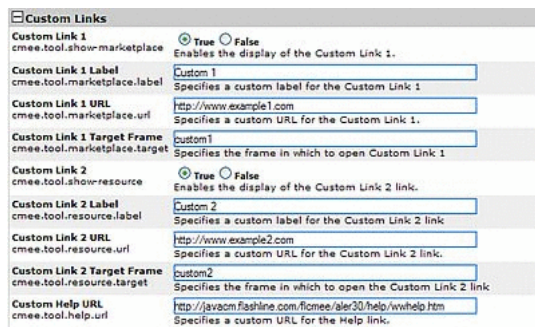 Custom Links
Custom Link 1
True False
cmee.tool.show-marketplace
Enables the display of the Custom Link 1.
Custom Link 1 Label
Custom 1
cmee.tool.marketplace.label
Specifies a custom label for the Custom Link 1
Custom Link 1 URL
http://www.example1.com
cmee.tool.marketplace.url
Specifies a custom URL for the Custom Link 1.
Custom Link 1 Target Frame
custom1
cmee.tool.marketplace.target
Specifies the frame in which to open Custom Link 1
Custom Link 2
True False
cmee.tool.show-resource
Enables the display of the Custom Link 2 link.
Custom Link 2 Label
Custom 2
cmee.tool.resource.label
Specifies a custom label for the Custom Link 2 link
Custom Link 2 URL
http://www.example2.com
cmee.tool.resource.url
Specifies a custom URL for the Custom Link 2 link.
Custom Link 2 Target Frame
custom2
cmee.tool.resource.target
Specifies the frame in which to open the Custom Link 2 link
Custom Help URL
http://javacm.flashline.com/flcmee/aler30/help/wwhelp.htm
cmee.tool.help.url
Specifies a custom URL for the Help link.